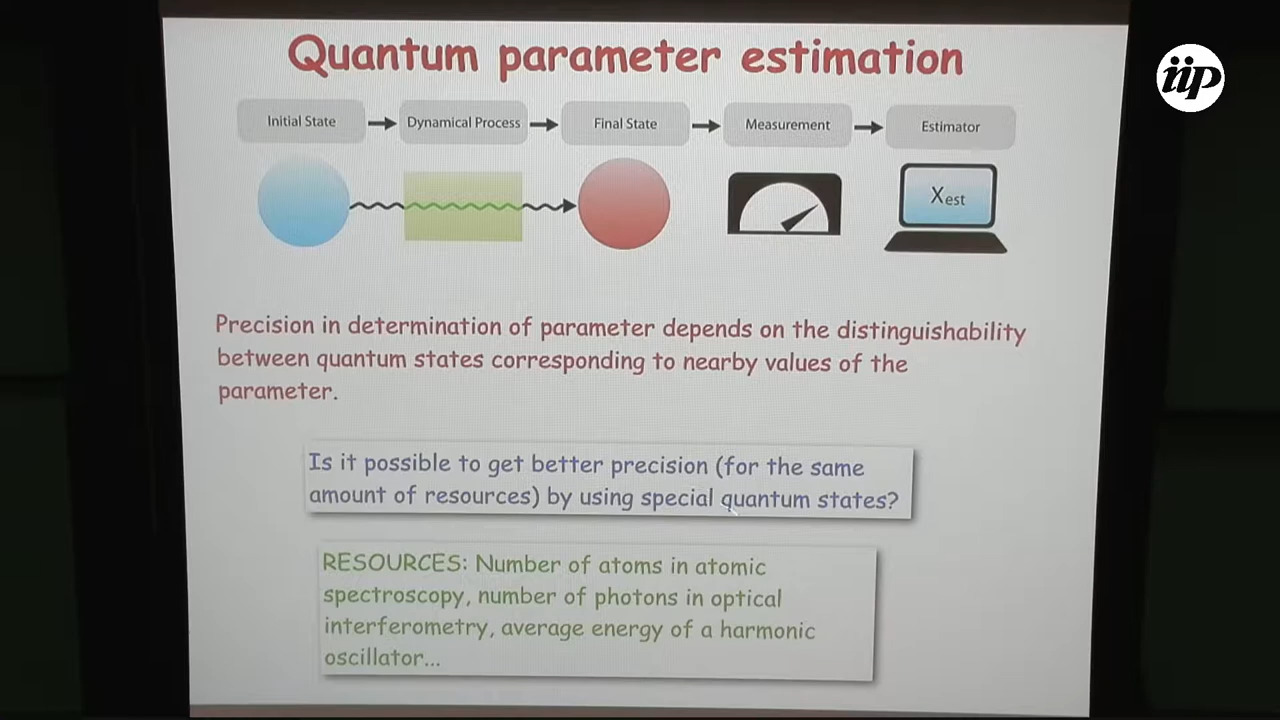 Quantum parameter estimation
iip
Initial State
Dynamical Process
Final State
Measurement
Estimator
Xest
Precision in determination of parameter depends on the distinguishability
between quantum states corresponding to nearby values of the
parameter.
Is it possible to get better precision (for the same
amount of resources) by using special quantum states?
RESOURCES: Number of atoms in atomic
spectroscopy, number of photons in optical
interferometry, average energy of a harmonic
oscillator...